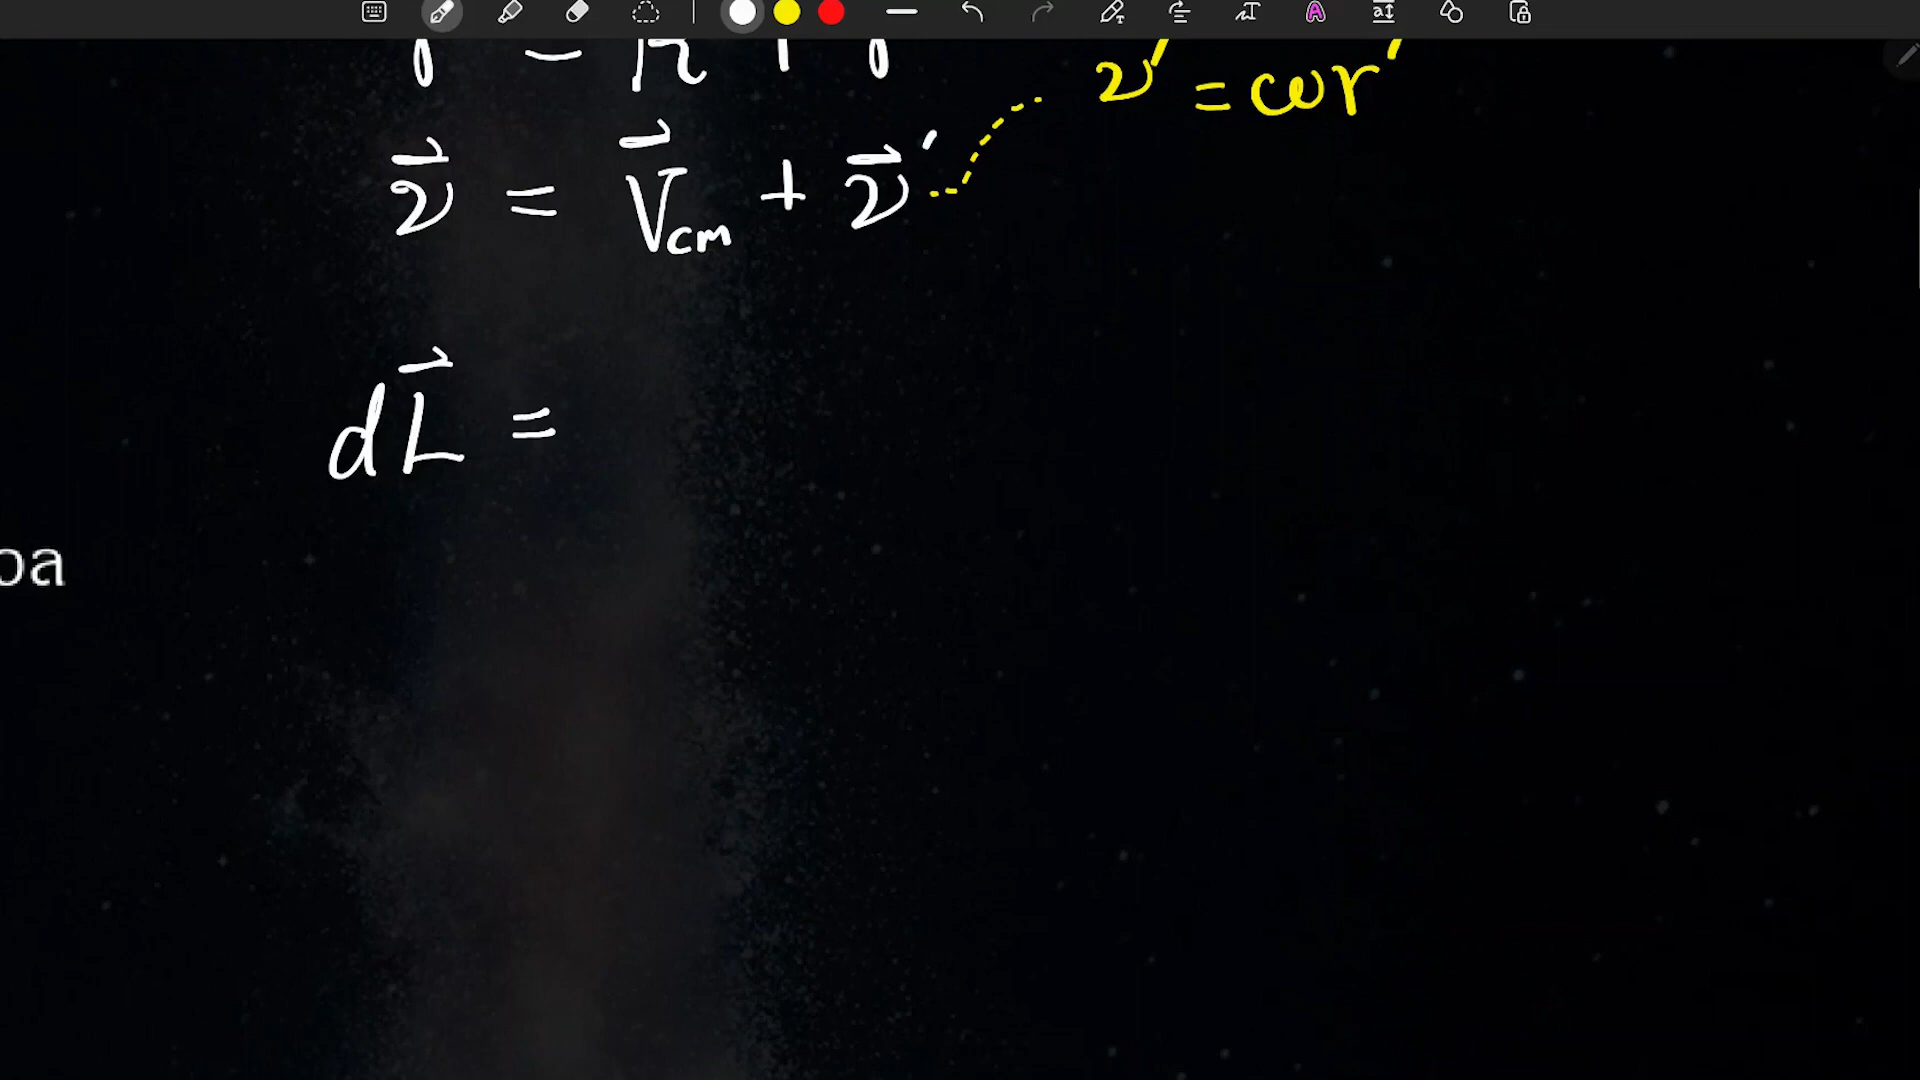 v' = ωr'
v⃗ = V⃗cm + v⃗'
dL⃗ =
oa